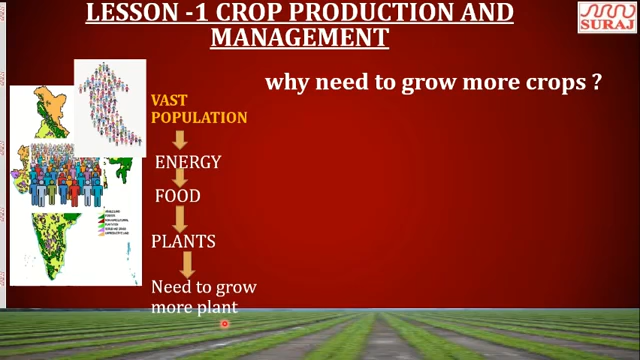 LESSON -1 CROP PRODUCTION AND
MANAGEMENT
SURAJ
why need to grow more crops ?
VAST
POPULATION
ENERGY
FOOD
PLANTS
Need to grow
more plant